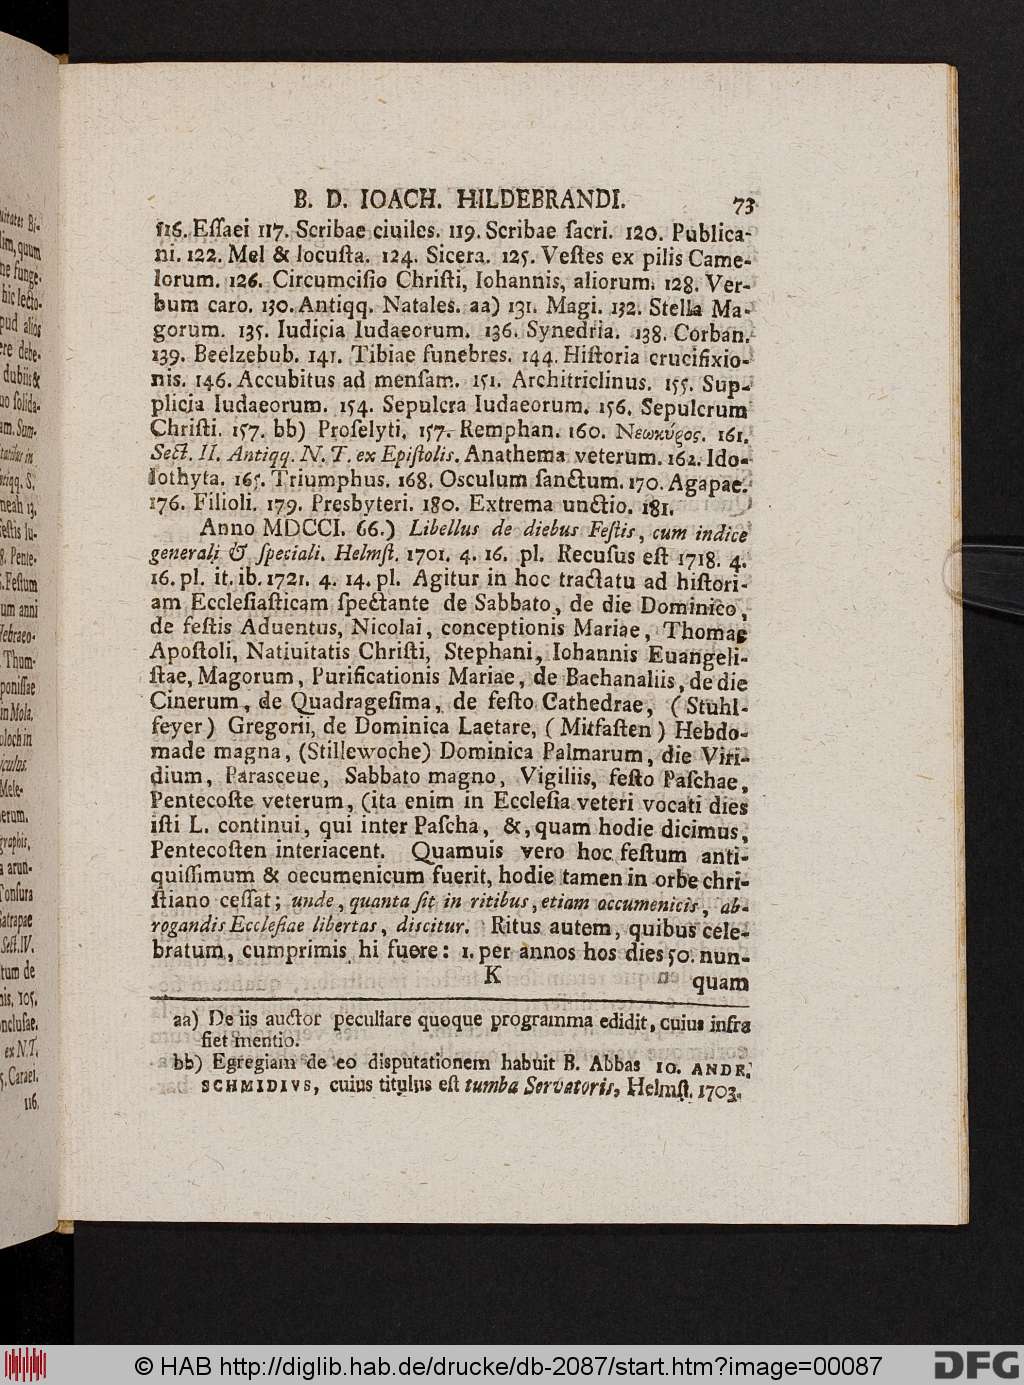 B. D. IOACH. HILDEBRANDI. 73
116. Eſſaei 117. Scribae ciuiles. 119. Scribae ſacri. 120. Publica-
ni. 122. Mel & locuſta. 124. Sicera. 125. Veſtes ex pilis Came-
lorum. 126. Circumciſio Chriſti, Iohannis, aliorum. 128. Ver-
bum caro. 130. Antiqq. Natales. aa) 131. Magi. 132. Stella Ma-
gorum. 135. Iudicia Iudaeorum. 136. Synedria. 138. Corban.
139. Beelzebub. 141. Tibiae funebres. 144. Hiſtoria crucifixio-
nis. 146. Accubitus ad menſam. 151. Architriclinus. 155. Sup-
plicia Iudaeorum. 154. Sepulcra Iudaeorum. 156. Sepulcrum
Chriſti. 157. bb) Proſelyti. 157. Remphan. 160. Νεωκόρος. 161.
Sect. II. Antiqq. N. T. ex Epiſtolis. Anathema veterum. 162. Ido-
lothyta. 165. Triumphus. 168. Osculum ſanctum. 170. Agapae.
176. Filioli. 179. Presbyteri. 180. Extrema unctio. 181.
Anno MDCCI. 66.) Libellus de diebus Feſtis, cum indice
generali & ſpeciali. Helmſt. 1701. 4. 16. pl. Recuſus eſt 1718. 4.
16. pl. it. ib. 1721. 4. 14. pl. Agitur in hoc tractatu ad hiſtori-
am Eccleſiaſticam ſpectante de Sabbato, de die Dominico,
de feſtis Aduentus, Nicolai, conceptionis Mariae, Thomae
Apoſtoli, Natiuitatis Chriſti, Stephani, Iohannis Euangeli-
ſtae, Magorum, Purificationis Mariae, de Bachanaliis, de die
Cinerum, de Quadrageſima, de feſto Cathedrae, (Stuhl-
feyer) Gregorii, de Dominica Laetare, (Mitfaſten) Hebdo-
made magna, (Stillewoche) Dominica Palmarum, die Viri-
dium, Parasceue, Sabbato magno, Vigiliis, feſto Paſchae,
Pentecoſte veterum, (ita enim in Eccleſia veteri vocati dies
iſti L. continui, qui inter Paſcha, &, quam hodie dicimus,
Pentecoſten interiacent. Quamuis vero hoc feſtum anti-
quiſſimum & oecumenicum fuerit, hodie tamen in orbe chri-
ſtiano ceſſat; unde, quanta ſit in ritibus, etiam occumenicis, ab-
rogandis Eccleſiae libertas, diſcitur. Ritus autem, quibus cele-
bratum, cumprimis hi fuere: 1. per annos hos dies 50. nun-
K quam
aa) De iis auctor peculiare quoque programma edidit, cuius infra
fiet mentio.
bb) Egregiam de eo disputationem habuit B. Abbas IO. ANDR.
SCHMIDIVS, cuius titulus eſt tumba Servatoris, Helmſt. 1703.
© HAB http://diglib.hab.de/drucke/db-2087/start.htm?image=00087
DFG